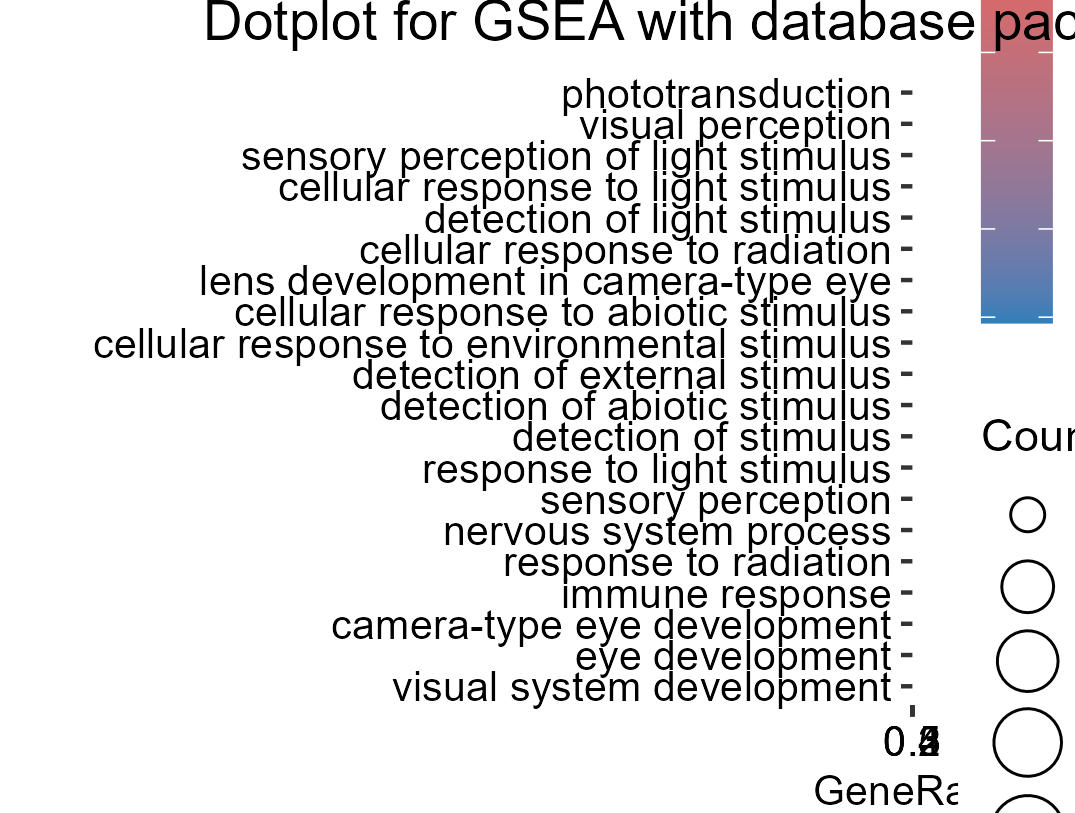 Dotplot for GSEA with database pac
phototransduction
visual perception
sensory perception of light stimulus
cellular response to light stimulus
detection of light stimulus
cellular response to radiation
lens development in camera-type eye
cellular response to abiotic stimulus
cellular response to environmental stimulus
detection of external stimulus
detection of abiotic stimulus
detection of stimulus
response to light stimulus
sensory perception
nervous system process
response to radiation
immune response
camera-type eye development
eye development
visual system development
GeneRa
Coun